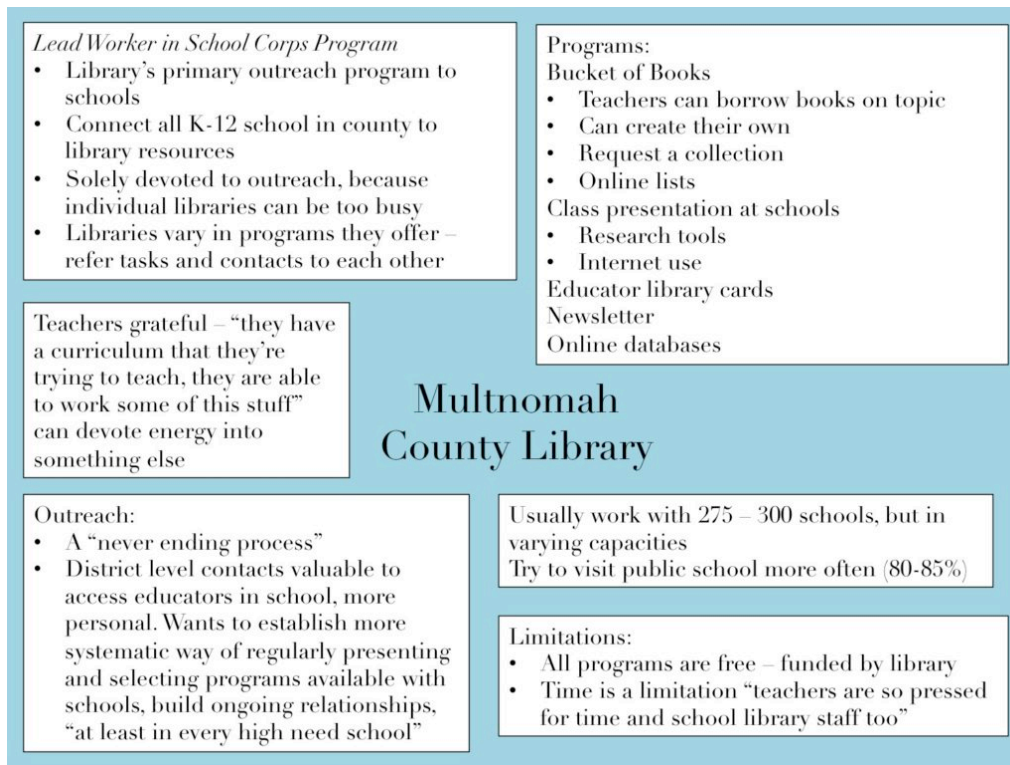 Lead Worker in School Corps Program
• Library's primary outreach program to
schools
• Connect all K-12 school in county to
library resources
• Solely devoted to outreach, because
individual libraries can be too busy
• Libraries vary in programs they offer –
refer tasks and contacts to each other
Programs:
Bucket of Books
• Teachers can borrow books on topic
• Can create their own
• Request a collection
• Online lists
Class presentation at schools
• Research tools
• Internet use
Educator library cards
Newsletter
Online databases
Teachers grateful – “they have
a curriculum that they're
trying to teach, they are able
to work some of this stuff”
can devote energy into
something else
Multnomah
County Library
Outreach:
• A “never ending process”
• District level contacts valuable to
access educators in school, more
personal. Wants to establish more
systematic way of regularly presenting
and selecting programs available with
schools, build ongoing relationships,
“at least in every high need school”
Usually work with 275 – 300 schools, but in
varying capacities
Try to visit public school more often (80-85%)
Limitations:
• All programs are free – funded by library
• Time is a limitation “teachers are so pressed
for time and school library staff too”